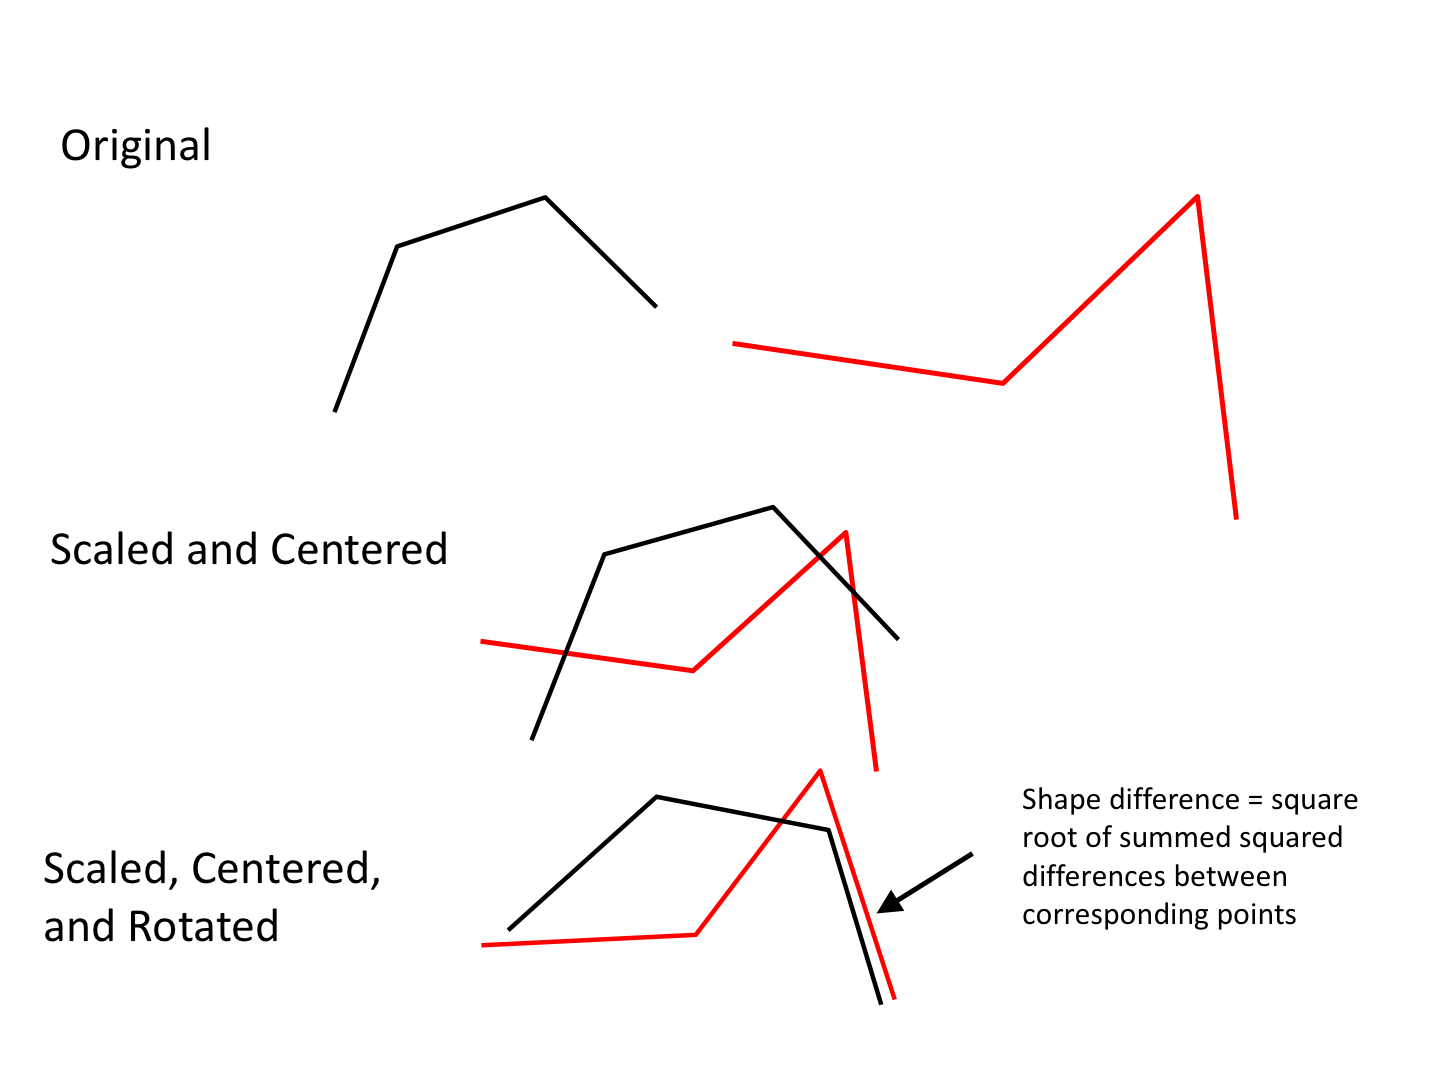 Original
Scaled and Centered
Scaled, Centered,
and Rotated
Shape difference = square
root of summed squared
differences between
corresponding points